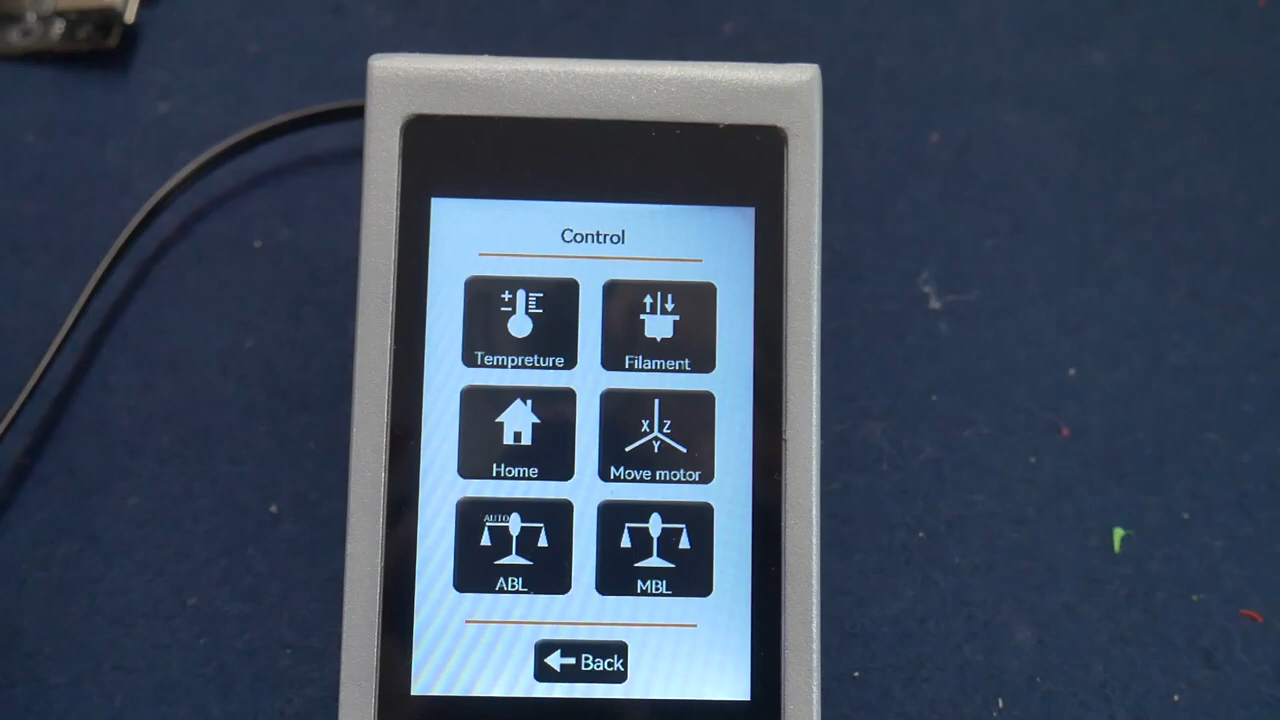 Control
Tempreture
Filament
Home
X Z
Y
Move motor
AUTO
ABL
MBL
Back